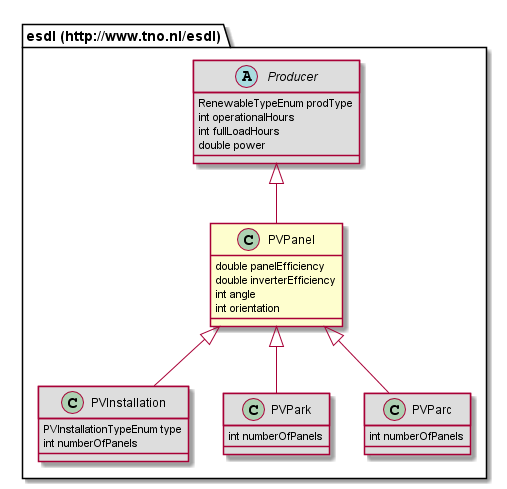 esdl (http://www.tno.nl/esdl)
A Producer
RenewableTypeEnum prodType
int operationalHours
int fullLoadHours
double power
C PVPanel
double panelEfficiency
double inverterEfficiency
int angle
int orientation
C PVInstallation
PVInstallationTypeEnum type
int numberOfPanels
C PVPark
int numberOfPanels
C PVParc
int numberOfPanels